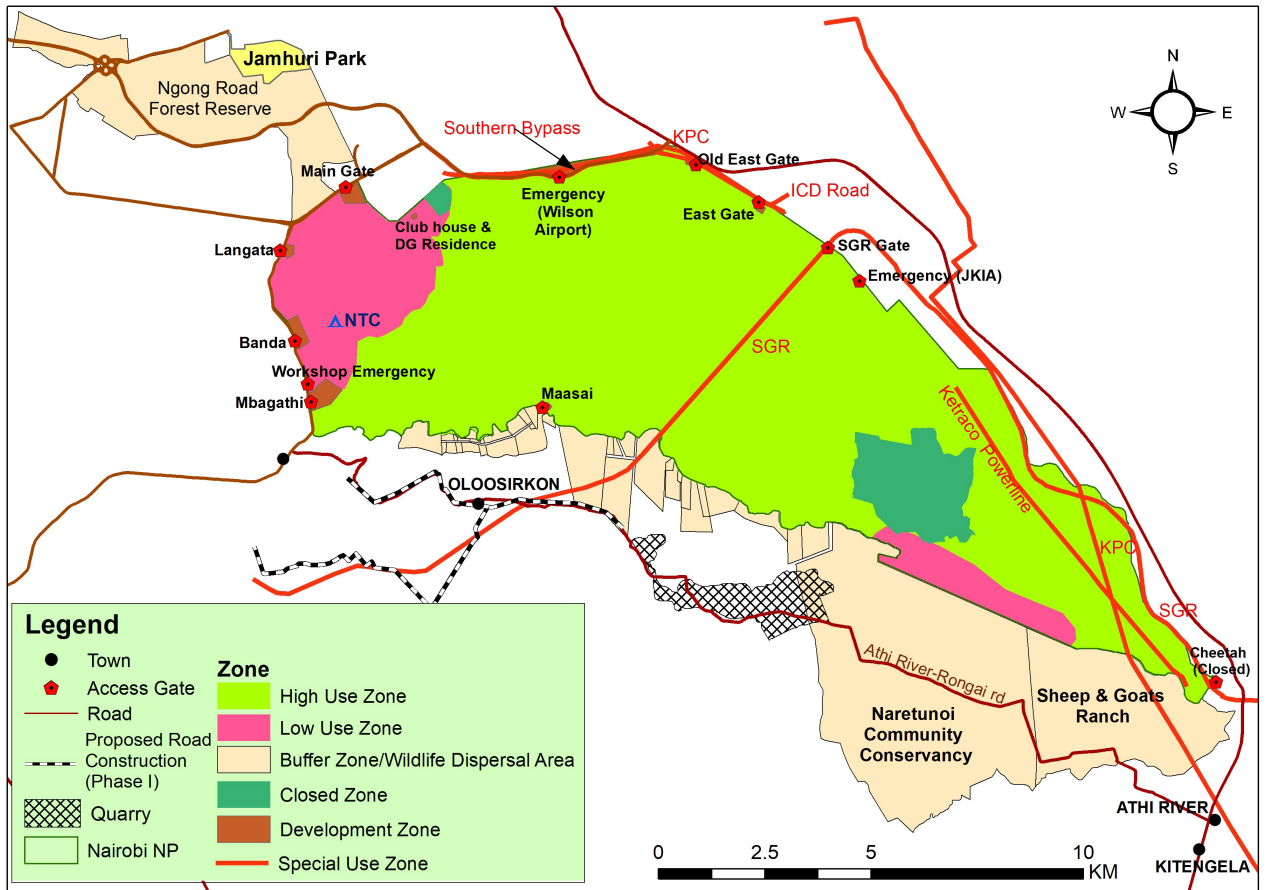 Jamhuri Park
Ngong Road
Forest Reserve
N
W
E
S
Southern Bypass
KPC
Old East Gate
Main Gate
Emergency
(Wilson
Airport)
ICD Road
East Gate
Club house &
DG Residence
Langata
SGR Gate
Emergency (JKIA)
NTC
Banda
SGR
Workshop Emergency
Mbagathi
Maasai
Ketraco Powerline
OLOOSIRKON
KPC
SGR
Cheetah
(Closed)
Athi River-Rongai rd
Sheep & Goats
Ranch
Naretunoi
Community
Conservancy
ATHI RIVER
KITENGELA
Legend
Town
Access Gate
Road
Proposed Road
Construction
(Phase I)
Quarry
Nairobi NP
Zone
High Use Zone
Low Use Zone
Buffer Zone/Wildlife Dispersal Area
Closed Zone
Development Zone
Special Use Zone
0 2.5 5 10
KM